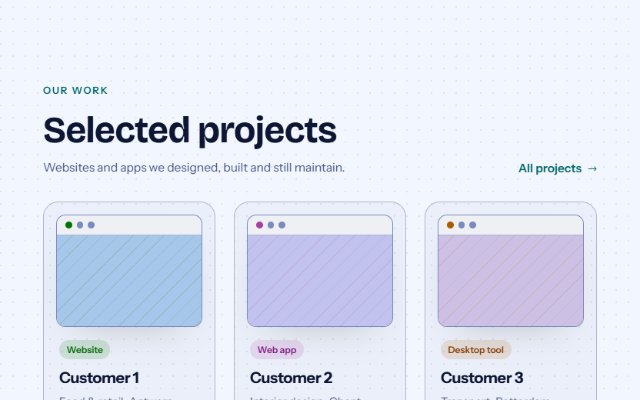 OUR WORK
Selected projects
Websites and apps we designed, built and still maintain.
All projects →
Website
Web app
Desktop tool
Customer 1
Customer 2
Customer 3